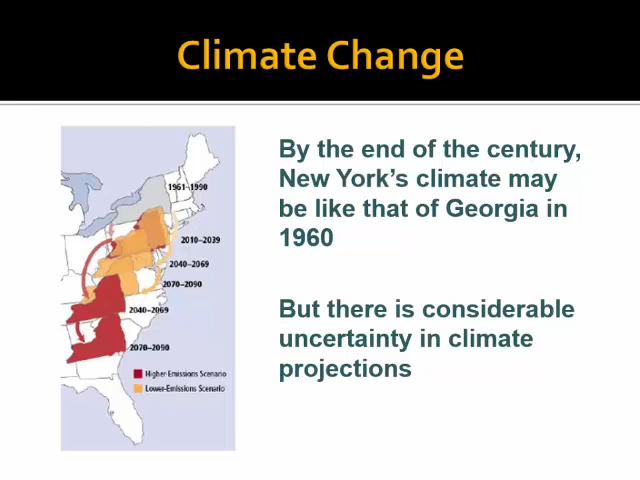 Climate Change
1961–1990
2010–2039
2040–2069
2070–2090
2040–2069
2070–2090
Higher-Emissions Scenario
Lower-Emissions Scenario
By the end of the century,
New York's climate may
be like that of Georgia in
1960
But there is considerable
uncertainty in climate
projections